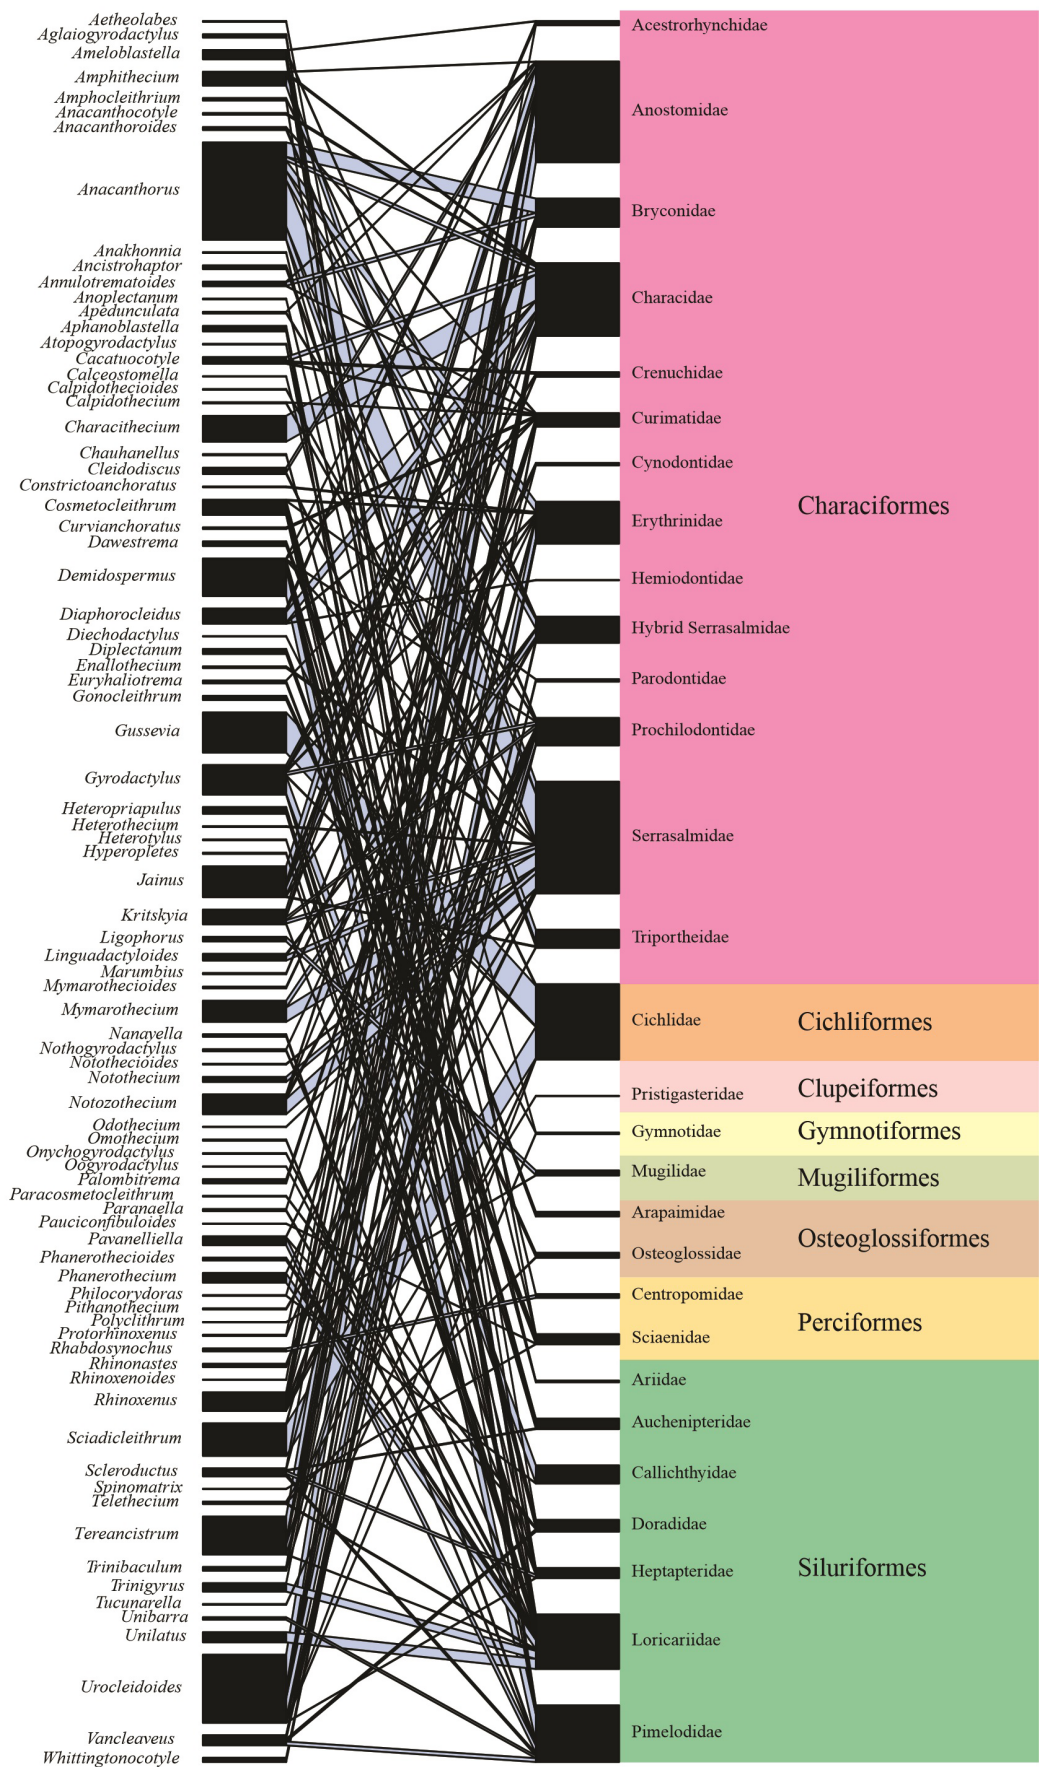 Aetheolabes
Aglaiogyrodactylus
Ameloblastella
Amphithecium
Amphocleithrium
Anacanthocotyle
Anacanthoroides
Anacanthorus
Anakhonnia
Ancistrohaptor
Annulotrematoides
Anoplectanum
Apedunculata
Aphanoblastella
Atopogyrodactylus
Cacatuocotyle
Calceostomella
Calpidothecioides
Calpidothecium
Characithecium
Chauhanellus
Cleidodiscus
Constrictoanchoratus
Cosmetocleithrum
Curvianchoratus
Dawestrema
Demidospermus
Diaphorocleidus
Diechodactylus
Diplectanum
Enallothecium
Euryhaliotrema
Gonocleithrum
Gussevia
Gyrodactylus
Heteropriapulus
Heterothecium
Heterotylus
Hyperopletes
Jainus
Kritskyia
Ligophorus
Linguadactyloides
Marumbius
Mymarothecioides
Mymarothecium
Nanayella
Nothogyrodactylus
Notothecioides
Notothecium
Notozothecium
Odothecium
Omothecium
Onychogyrodactylus
Oogyrodactylus
Palombitrema
Paracosmetocleithrum
Paranaella
Pauciconfibuloides
Pavanelliella
Phanerothecioides
Phanerothecium
Philocorydoras
Pithanothecium
Polyclithrum
Protorhinoxenus
Rhabdosynochus
Rhinonastes
Rhinoxenoides
Rhinoxenus
Sciadicleithrum
Scleroductus
Spinomatrix
Telethecium
Tereancistrum
Trinibaculum
Trinigyrus
Tucunarella
Unibarra
Unilatus
Urocleidoides
Vancleaveus
Whittingtonocotyle
Acestrorhynchidae
Anostomidae
Bryconidae
Characidae
Crenuchidae
Curimatidae
Cynodontidae
Erythrinidae
Hemiodontidae
Hybrid Serrasalmidae
Parodontidae
Prochilodontidae
Serrasalmidae
Triportheidae
Cichlidae
Pristigasteridae
Gymnotidae
Mugilidae
Arapaimidae
Osteoglossidae
Centropomidae
Sciaenidae
Ariidae
Auchenipteridae
Callichthyidae
Doradidae
Heptapteridae
Loricariidae
Pimelodidae
Characiformes
Cichliformes
Clupeiformes
Gymnotiformes
Mugiliformes
Osteoglossiformes
Perciformes
Siluriformes